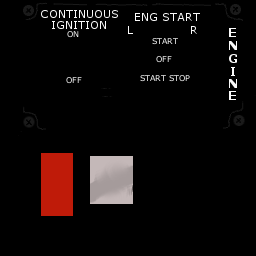 CONTINUOUS
IGNITION
ON
OFF
ENG START
L R
START
OFF
START STOP
ENGINE